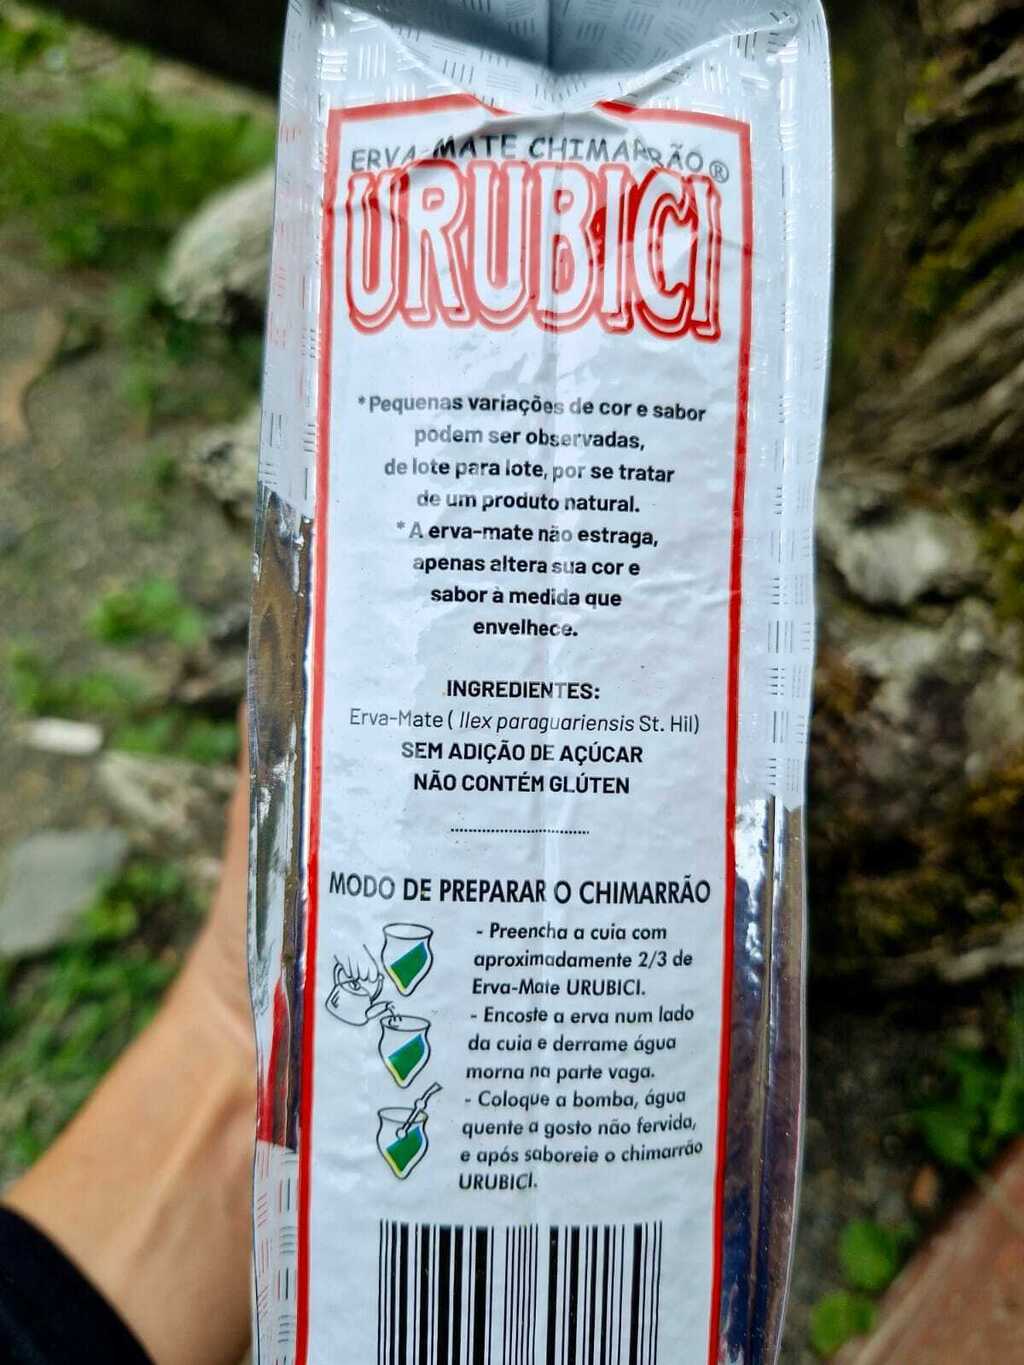 ERVA-MATE CHIMARRÃO®
URUBICI
*Pequenas variações de cor e sabor
podem ser observadas,
de lote para lote, por se tratar
de um produto natural.
*A erva-mate não estraga,
apenas altera sua cor e
sabor à medida que
envelhece.
INGREDIENTES:
Erva-Mate ( Ilex paraguariensis St. Hil)
SEM ADIÇÃO DE AÇÚCAR
NÃO CONTÉM GLÚTEN
MODO DE PREPARAR O CHIMARRÃO
- Preencha a cuia com
aproximadamente 2/3 de
Erva-Mate URUBICI.
- Encoste a erva num lado
da cuia e derrame água
morna na parte vaga.
- Coloque a bomba, água
quente a gosto não fervida,
e após saboreie o chimarrão
URUBICI.